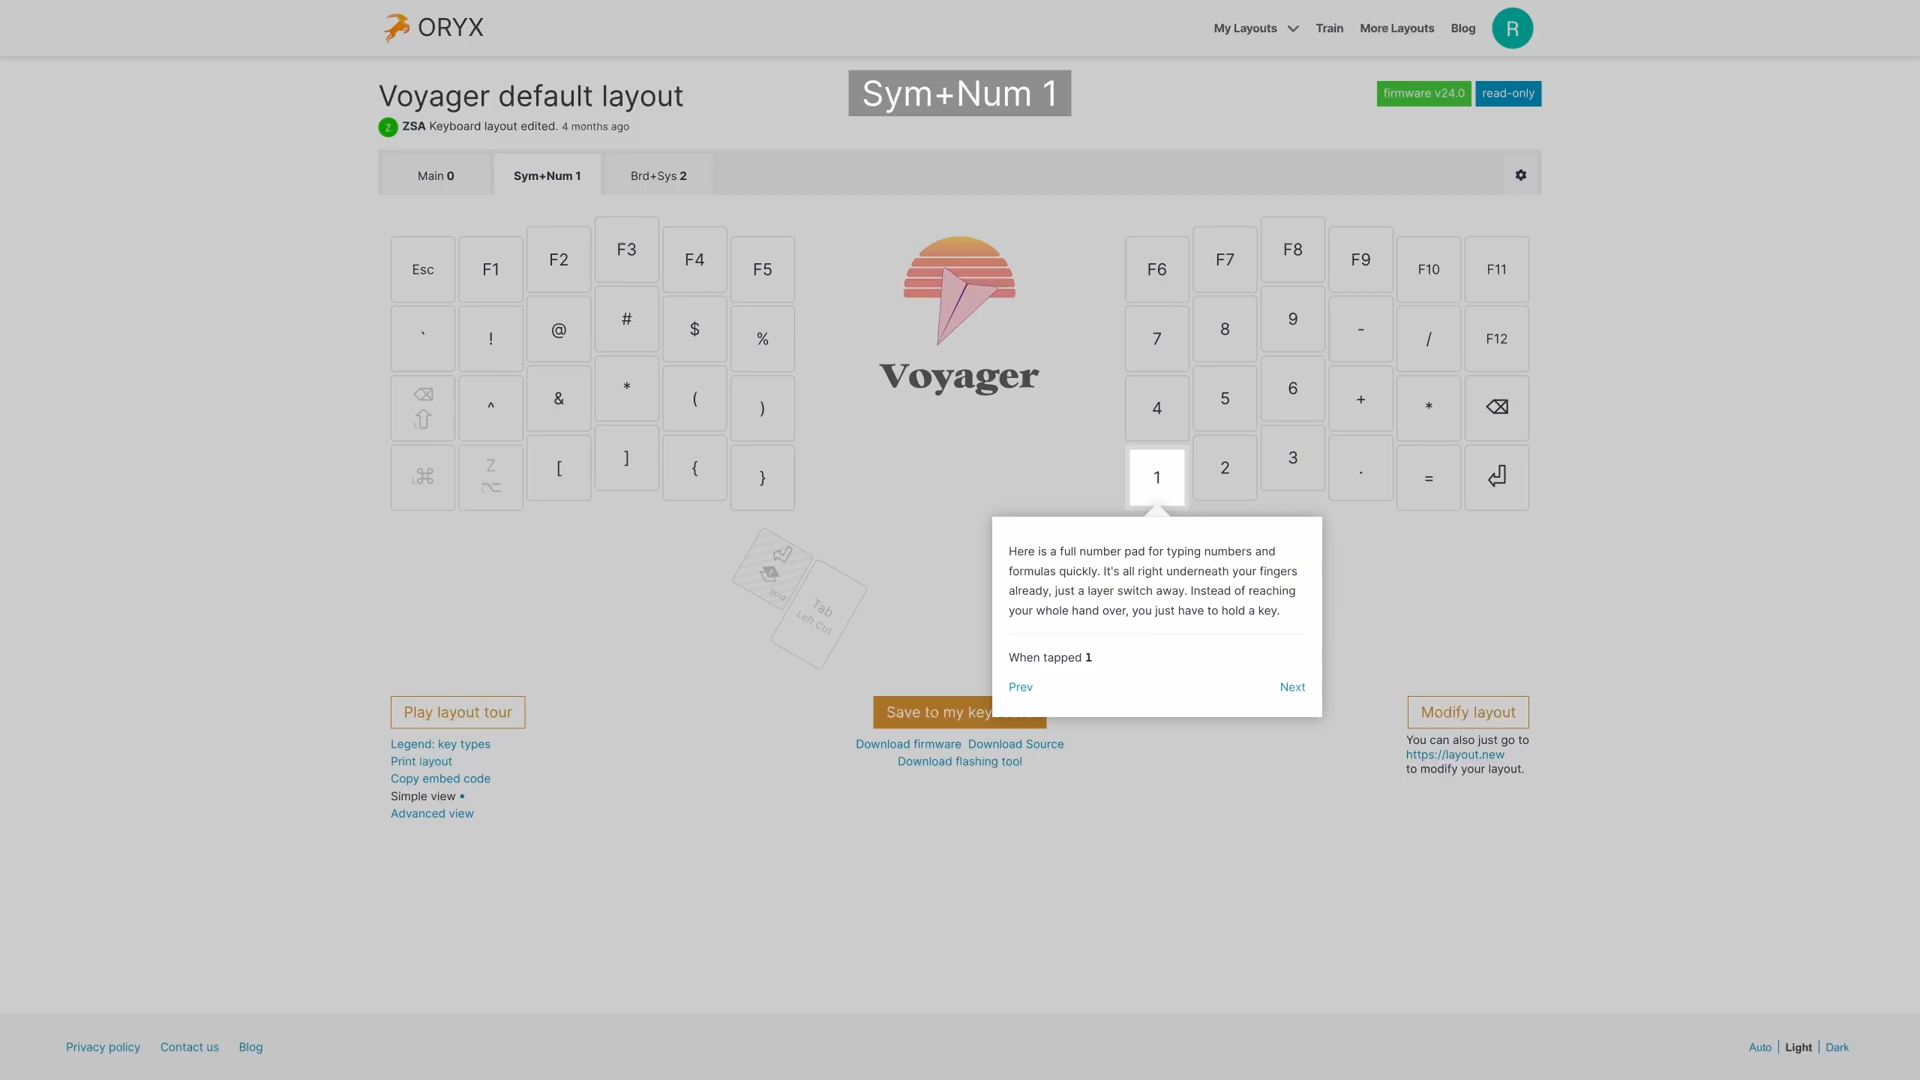 ORYX
My Layouts
Train
More Layouts
Blog
R
Voyager default layout
Sym+Num 1
firmware v24.0
read-only
Z
ZSA Keyboard layout edited. 4 months ago
Main 0
Sym+Num 1
Brd+Sys 2
Esc F1 F2 F3 F4 F5
F6 F7 F8 F9 F10 F11
` ! @ # $ %
7 8 9 - / F12
^ & * ( )
4 5 6 + *
Z [ ] { }
1 2 3 . =
Voyager
hold
Tab
Left Ctrl
Here is a full number pad for typing numbers and
formulas quickly. It's all right underneath your fingers
already, just a layer switch away. Instead of reaching
your whole hand over, you just have to hold a key.
When tapped 1
Prev
Next
Play layout tour
Save to my key
Modify layout
Legend: key types
Print layout
Copy embed code
Simple view
Advanced view
Download firmware Download Source
Download flashing tool
You can also just go to
https://layout.new
to modify your layout.
Privacy policy
Contact us
Blog
Auto | Light | Dark